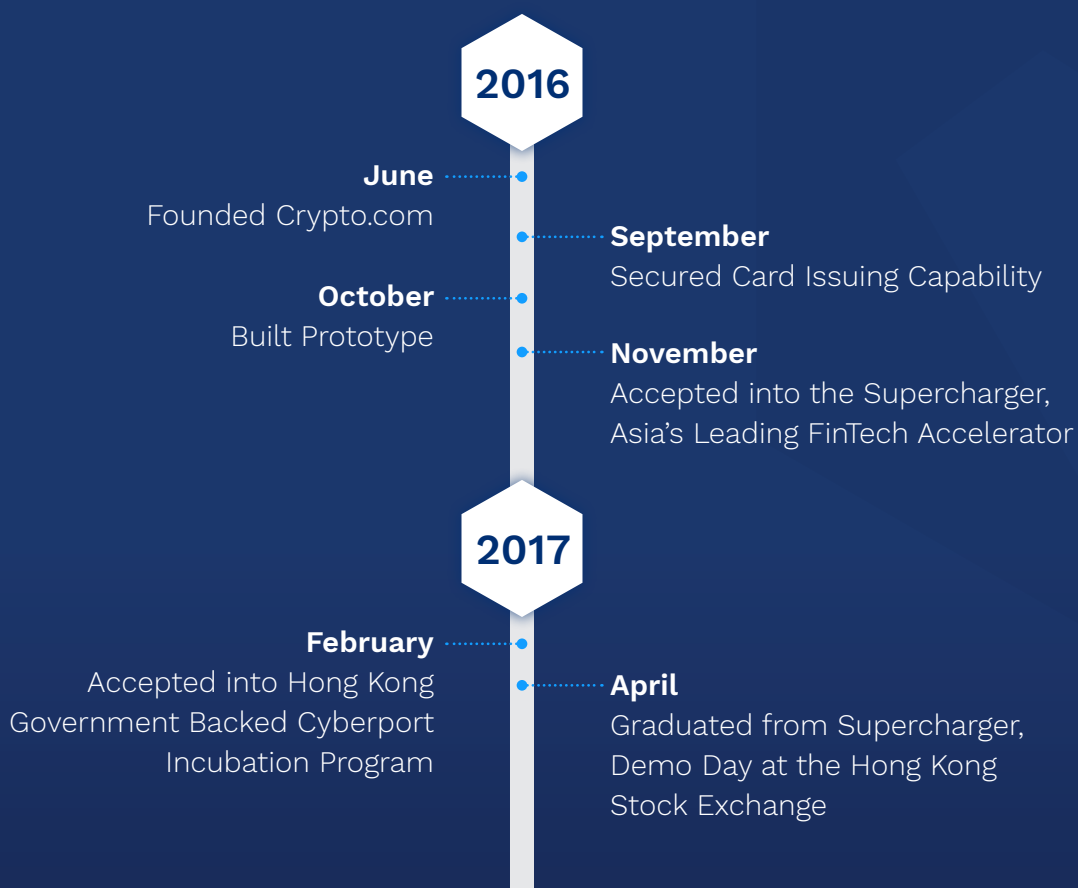 2016
June
Founded Crypto.com
September
Secured Card Issuing Capability
October
Built Prototype
November
Accepted into the Supercharger,
Asia’s Leading FinTech Accelerator
2017
February
Accepted into Hong Kong
Government Backed Cyberport
Incubation Program
April
Graduated from Supercharger,
Demo Day at the Hong Kong
Stock Exchange